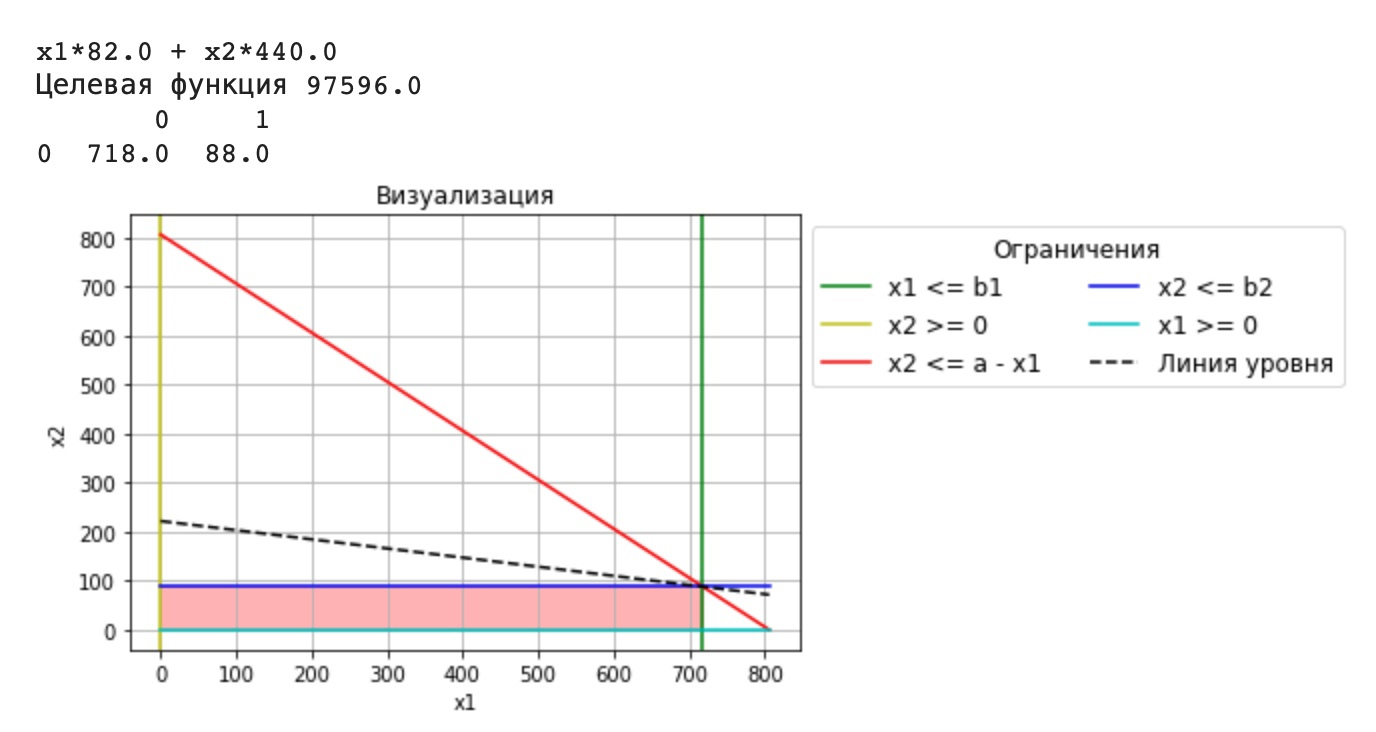 x1*82.0 + x2*440.0
Целевая функция 97596.0
0 1
0 718.0 88.0
Визуализация
800
700
600
500
400
300
200
100
0
x2
0 100 200 300 400 500 600 700 800
x1
Ограничения
x1 <= b1 x2 <= b2
x2 >= 0 x1 >= 0
x2 <= a - x1 Линия уровня